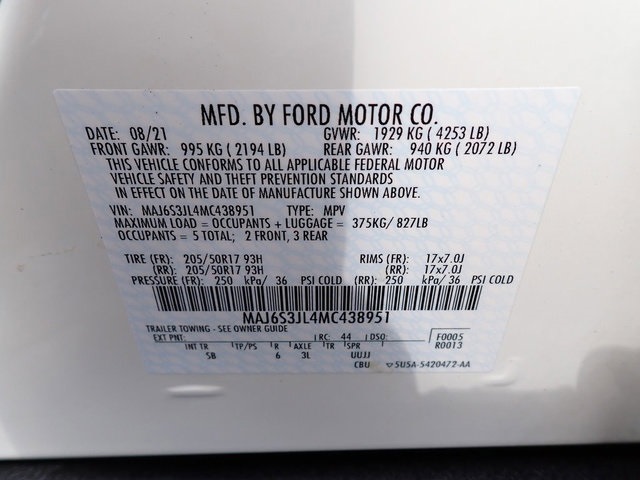 MFD. BY FORD MOTOR CO.
DATE: 08/21 GVWR: 1929 KG ( 4253 LB)
FRONT GAWR: 995 KG ( 2194 LB) REAR GAWR: 940 KG ( 2072 LB)
THIS VEHICLE CONFORMS TO ALL APPLICABLE FEDERAL MOTOR
VEHICLE SAFETY AND THEFT PREVENTION STANDARDS
IN EFFECT ON THE DATE OF MANUFACTURE SHOWN ABOVE.
VIN: MAJ6S3JL4MC438951 TYPE: MPV
MAXIMUM LOAD = OCCUPANTS + LUGGAGE = 375KG/ 827LB
OCCUPANTS = 5 TOTAL; 2 FRONT, 3 REAR
TIRE (FR): 205/50R17 93H RIMS (FR): 17x7.0J
(RR): 205/50R17 93H (RR): 17x7.0J
PRESSURE (FR): 250 kPa/ 36 PSI COLD (RR): 250 kPa/ 36 PSI COLD
MAJ6S3JL4MC438951
TRAILER TOWING - SEE OWNER GUIDE
EXT PNT: RC: 44 DSO: F0005
R0013
INT TR TP/PS R AXLE TR SPR
SB 6 3L UUJJ
CBU 5U5A-5420472-AA